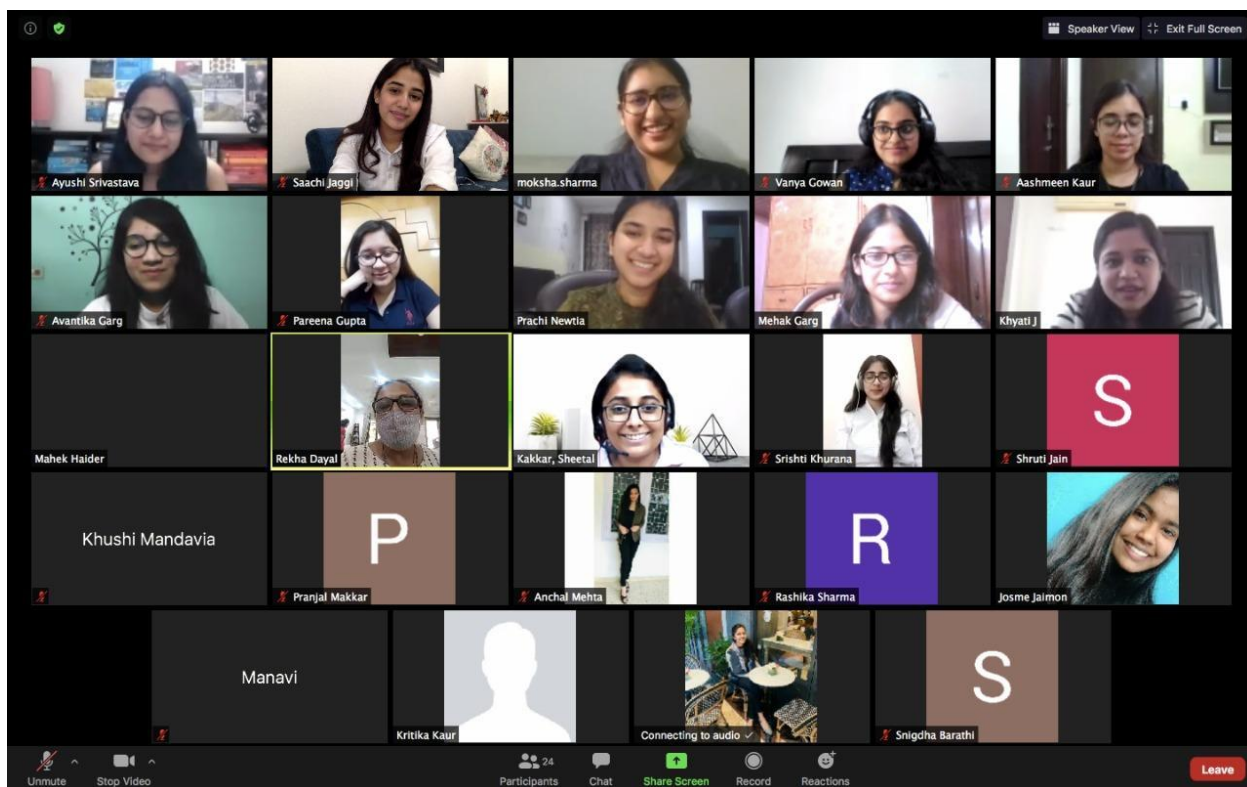 Speaker View Exit Full Screen
Ayushi Srivastava
Saachi Jaggi
moksha.sharma
Vanya Gowan
Aashmeen Kaur
Avantika Garg
Pareena Gupta
Prachi Newtia
Mehak Garg
Khyati J
Mahek Haider
Rekha Dayal
Kakkar, Sheetal
Srishti Khurana
S
Shruti Jain
Khushi Mandavia
P
Pranjal Makkar
Anchal Mehta
R
Rashika Sharma
Josme Jaimon
Manavi
Kritika Kaur
Connecting to audio
S
Snigdha Barathi
Unmute
Stop Video
24
Participants
Chat
Share Screen
Record
Reactions
Leave